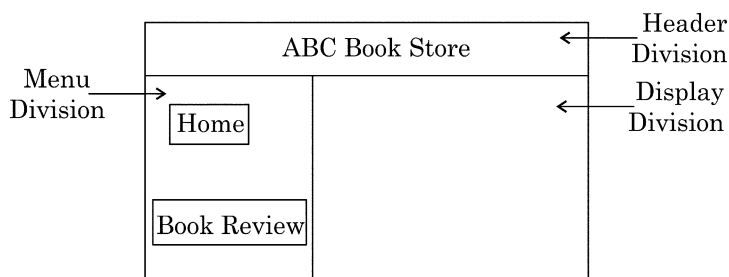 Header
Division
ABC Book Store
Menu
Division
Display
Division
Home
Book Review